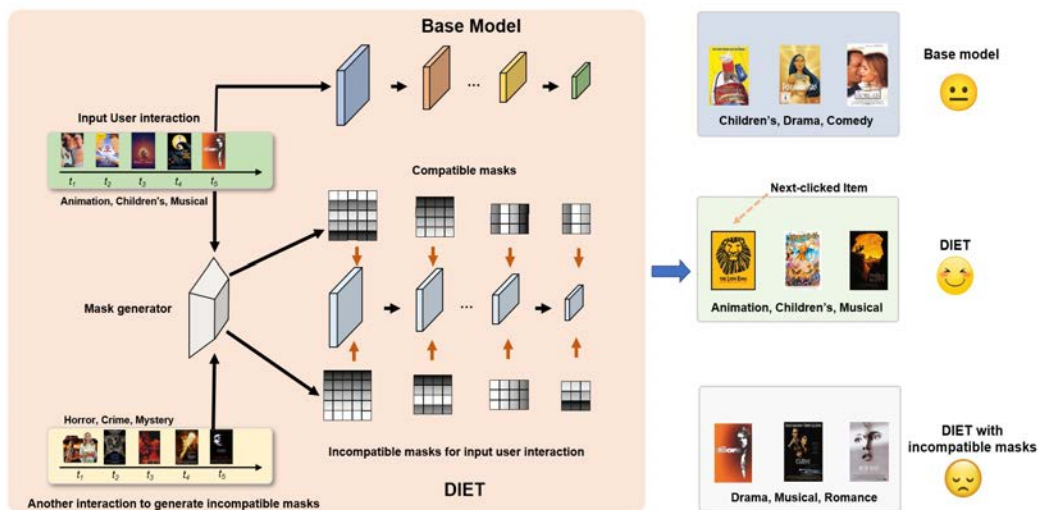 Base Model
Input User interaction
t1 t2 t3 t4 t5
Animation, Children's, Musical
Compatible masks
...
Mask generator
...
Horror, Crime, Mystery
t1 t2 t3 t4 t5
Another interaction to generate incompatible masks
Incompatible masks for input user interaction
DIET
Children's, Drama, Comedy
Base model
Next-clicked Item
THE LION KING
Animation, Children's, Musical
DIET
Drama, Musical, Romance
DIET with
incompatible masks